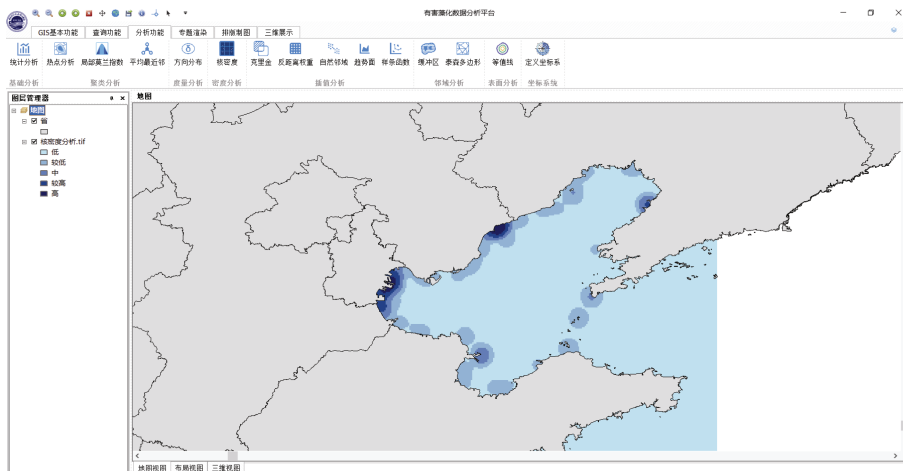 有害藻化数据分析平台
GIS基本功能 查询功能 分析功能 专题渲染 排版制图 三维展示
统计分析 热点分析 局部莫兰指数 平均最近邻 方向分布 核密度 克里金 反距离权重 自然邻域 趋势面 样条函数 缓冲区 泰森多边形 等值线 定义坐标系
基础分析 聚类分析 度量分析 密度分析 插值分析 邻域分析 表面分析 坐标系统
图层管理器 地图
地图
省
核密度分析.tif
低
较低
中
较高
高
地图视图 布局视图 三维视图